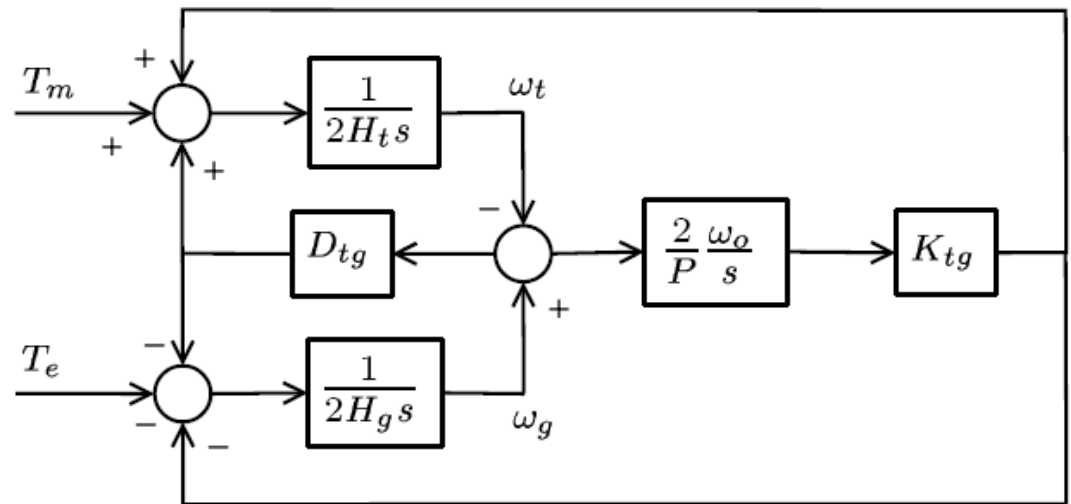 +
T_m
+
+
1
2H_t s
ω_t
−
D_tg
2 ω_o
P s
K_tg
+
T_e
−
−
−
1
2H_g s
ω_g